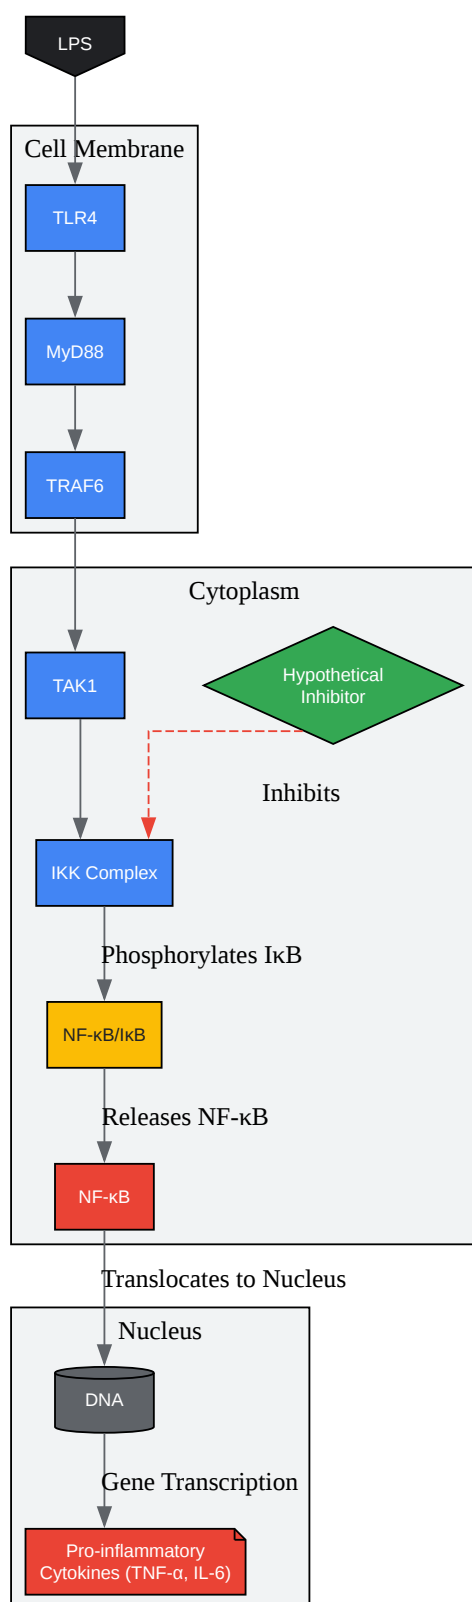 LPS
Cell Membrane
TLR4
MyD88
TRAF6
Cytoplasm
TAK1
Hypothetical
Inhibitor
Inhibits
IKK Complex
Phosphorylates IκB
NF-κB/IκB
Releases NF-κB
NF-κB
Translocates to Nucleus
Nucleus
DNA
Gene Transcription
Pro-inflammatory
Cytokines (TNF-α, IL-6)